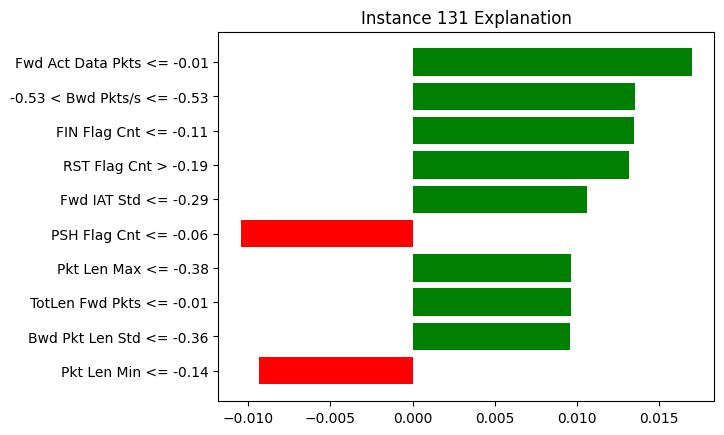 Instance 131 Explanation
Fwd Act Data Pkts <= -0.01
-0.53 < Bwd Pkts/s <= -0.53
FIN Flag Cnt <= -0.11
RST Flag Cnt > -0.19
Fwd IAT Std <= -0.29
PSH Flag Cnt <= -0.06
Pkt Len Max <= -0.38
TotLen Fwd Pkts <= -0.01
Bwd Pkt Len Std <= -0.36
Pkt Len Min <= -0.14
−0.010 −0.005 0.000 0.005 0.010 0.015